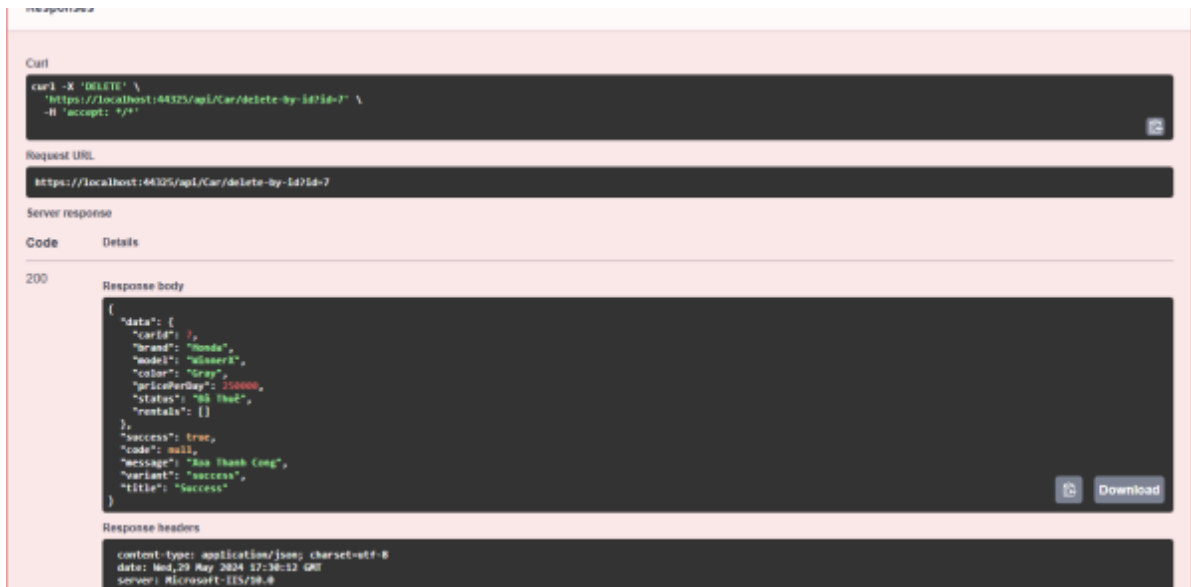 Responses
Curl
curl -X 'DELETE' \
'https://localhost:44325/api/Car/delete-by-id?id=7' \
-H 'accept: */*'
Request URL
https://localhost:44325/api/Car/delete-by-id?id=7
Server response
Code Details
200
Response body
{
"data": {
"carId": 7,
"brand": "Honda",
"model": "WinnerX",
"color": "Gray",
"pricePerDay": 250000,
"status": "Đã Thuê",
"rentals": []
},
"success": true,
"code": null,
"message": "Xoa Thanh Cong",
"variant": "success",
"title": "Success"
}
Download
Response headers
content-type: application/json; charset=utf-8
date: Wed,29 May 2024 17:30:12 GMT
server: Microsoft-IIS/10.0